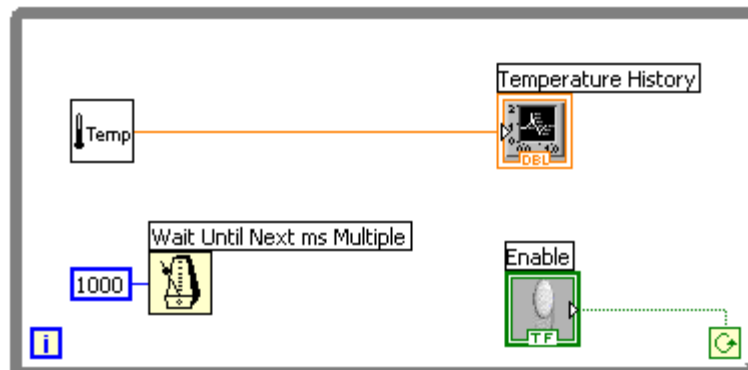 Temperature History
Temp
DBL
Wait Until Next ms Multiple
1000
Enable
TF
i